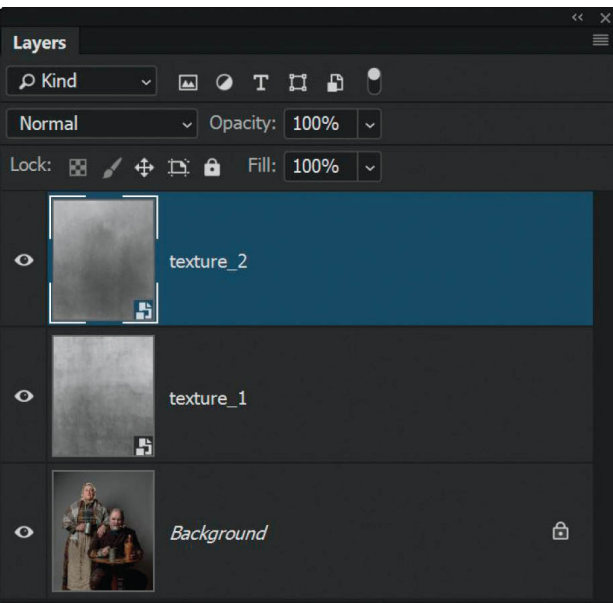 Layers
Kind
Normal Opacity: 100%
Lock: Fill: 100%
texture_2
texture_1
Background